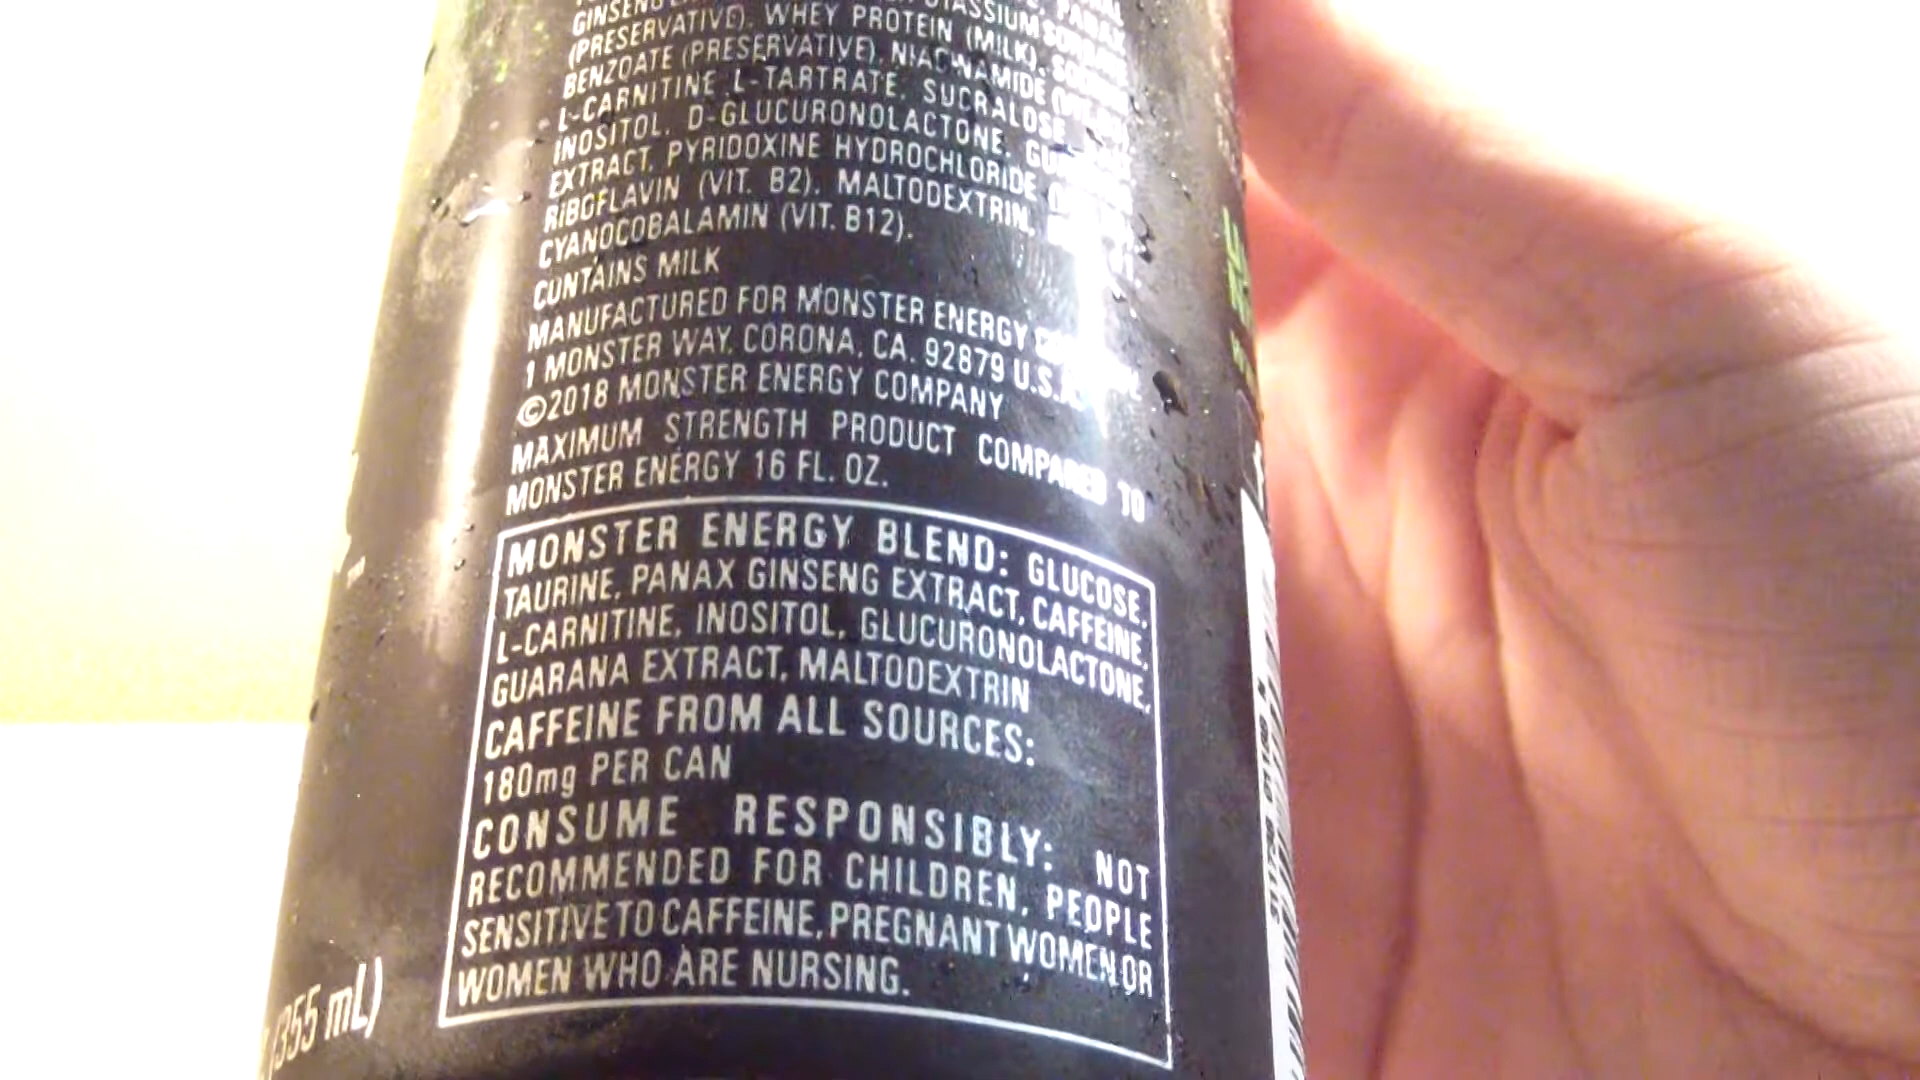 GINSENG
(PRESERVATIVE), WHEY PROTEIN (MILK),
BENZOATE (PRESERVATIVE), NIACINAMIDE
L-CARNITINE L-TARTRATE, SUCRALOSE,
INOSITOL, D-GLUCURONOLACTONE,
EXTRACT, PYRIDOXINE HYDROCHLORIDE
RIBOFLAVIN (VIT. B2), MALTODEXTRIN,
CYANOCOBALAMIN (VIT. B12).
CONTAINS MILK
MANUFACTURED FOR MONSTER ENERGY
1 MONSTER WAY, CORONA, CA. 92879 U.S.A.
©2018 MONSTER ENERGY COMPANY
MAXIMUM STRENGTH PRODUCT COMPARED TO
MONSTER ENERGY 16 FL. OZ.
MONSTER ENERGY BLEND: GLUCOSE,
TAURINE, PANAX GINSENG EXTRACT, CAFFEINE,
L-CARNITINE, INOSITOL, GLUCURONOLACTONE,
GUARANA EXTRACT, MALTODEXTRIN
CAFFEINE FROM ALL SOURCES:
180mg PER CAN
CONSUME RESPONSIBLY: NOT
RECOMMENDED FOR CHILDREN, PEOPLE
SENSITIVE TO CAFFEINE, PREGNANT WOMEN OR
WOMEN WHO ARE NURSING.
(355 mL)